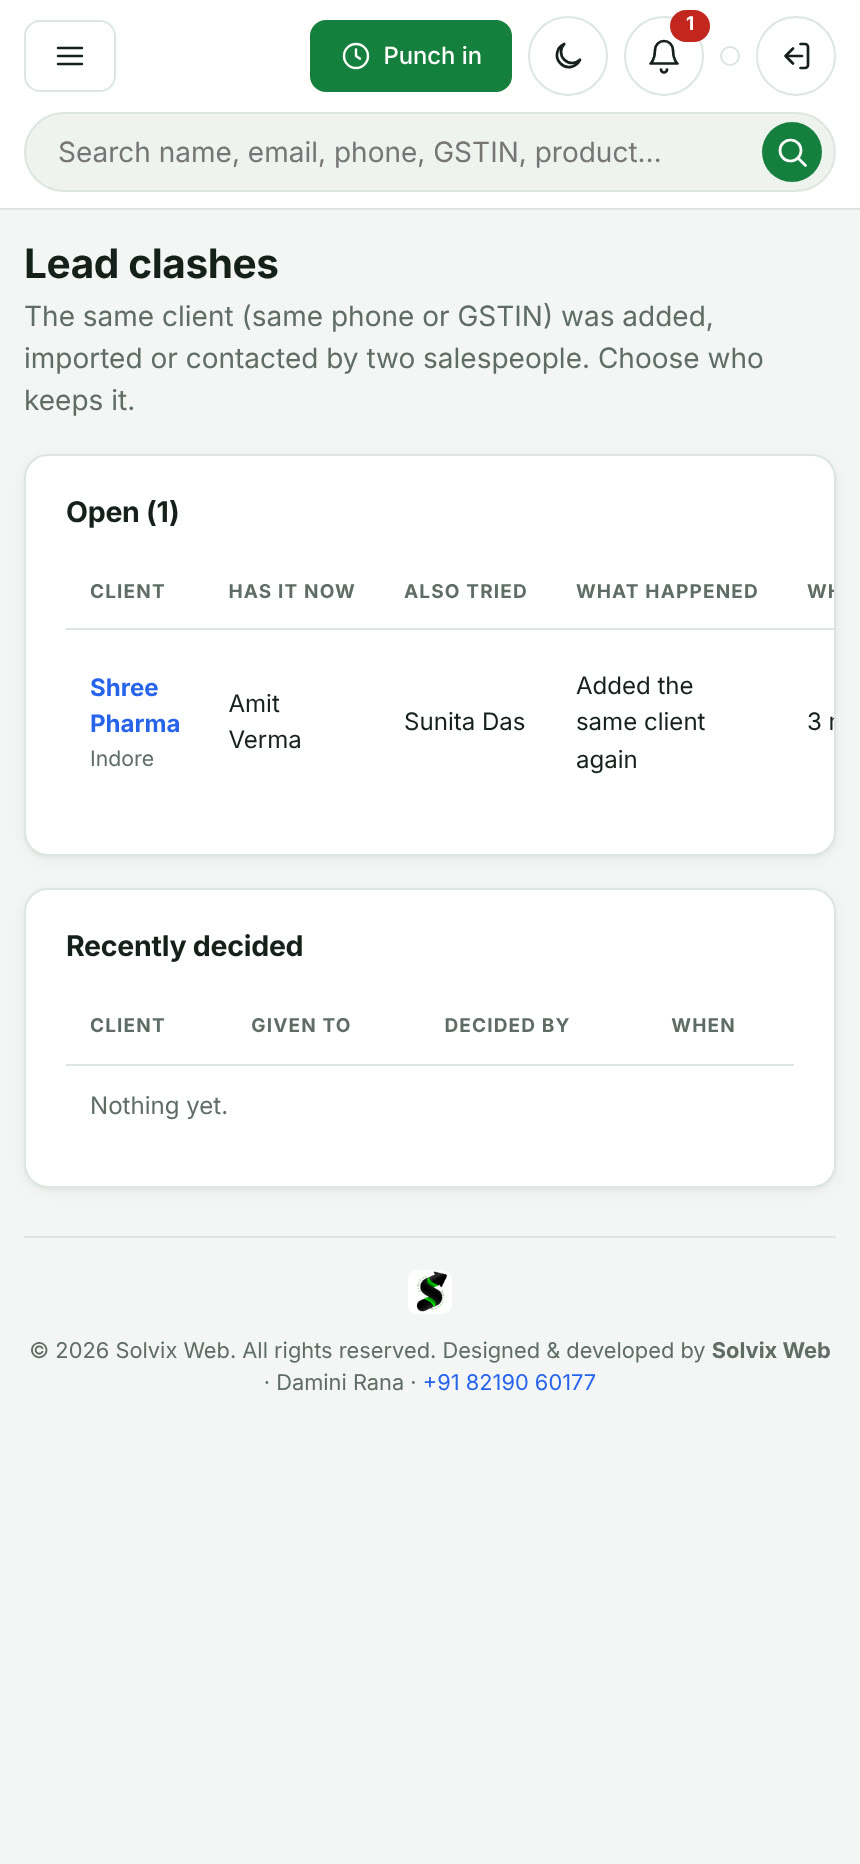 Punch in
1
Search name, email, phone, GSTIN, product...
Lead clashes
The same client (same phone or GSTIN) was added,
imported or contacted by two salespeople. Choose who
keeps it.
Open (1)
CLIENT HAS IT NOW ALSO TRIED WHAT HAPPENED
Shree
Pharma
Indore
Amit
Verma
Sunita Das
Added the
same client
again
3
Recently decided
CLIENT GIVEN TO DECIDED BY WHEN
Nothing yet.
© 2026 Solvix Web. All rights reserved. Designed & developed by Solvix Web
· Damini Rana · +91 82190 60177